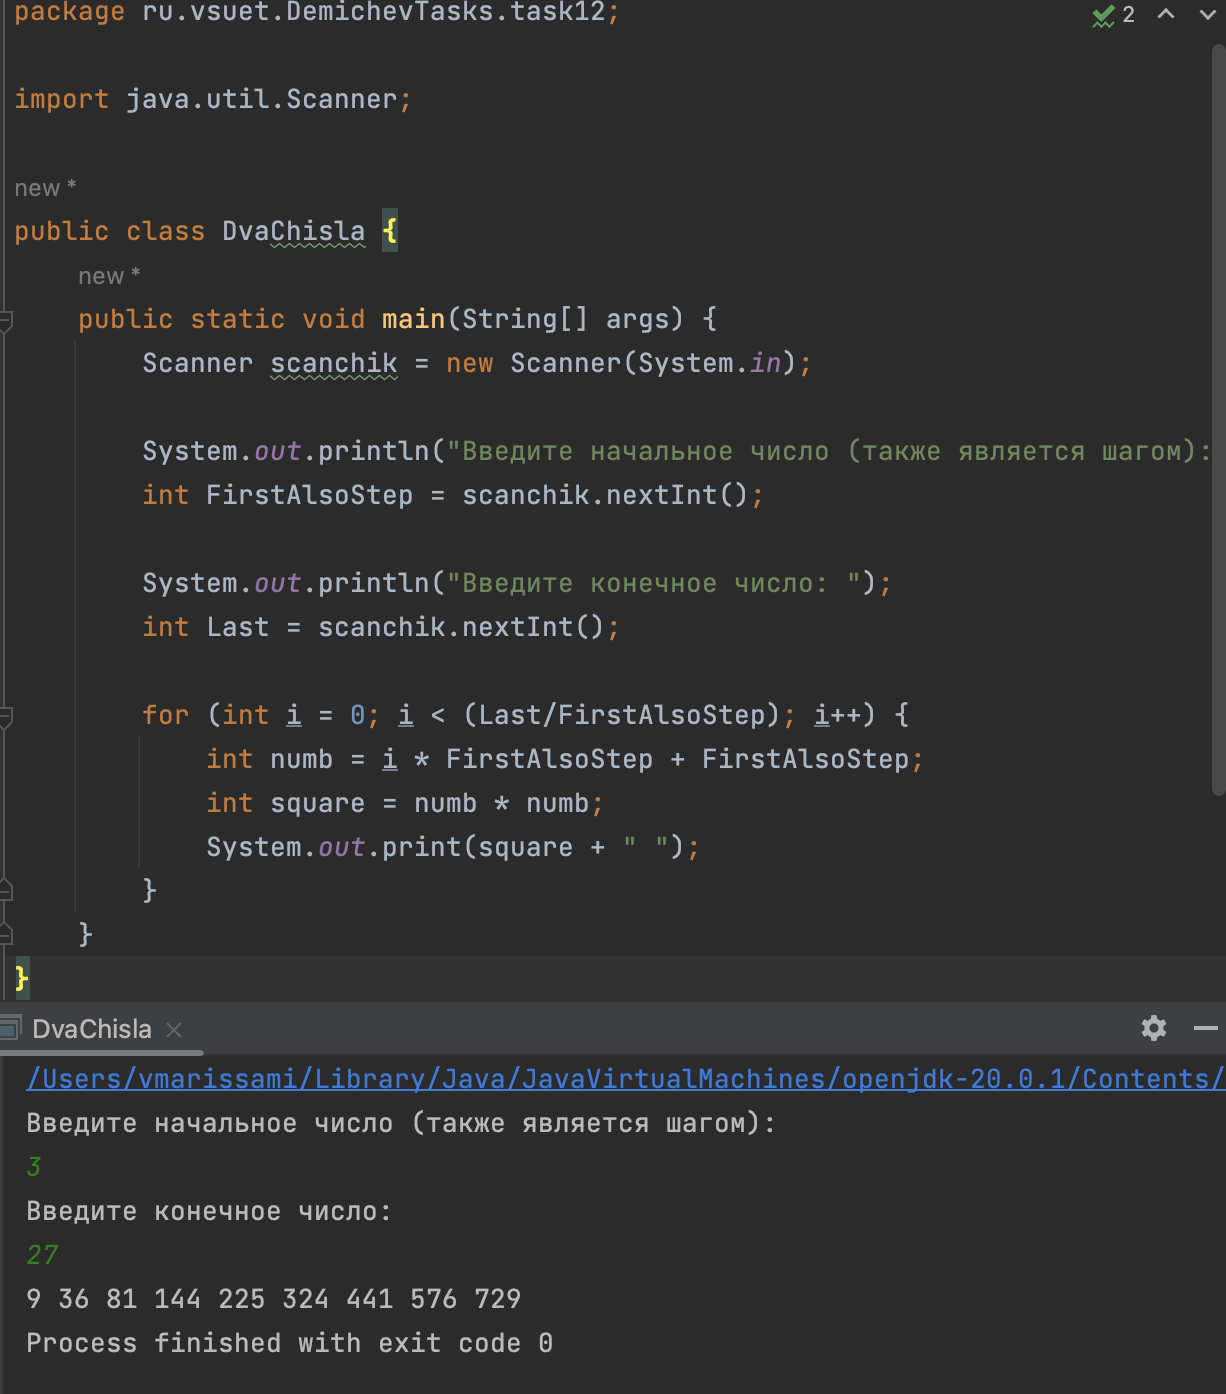 package ru.vsuet.DemichevTasks.task12;
2
import java.util.Scanner;
new *
public class DvaChisla {
new *
public static void main(String[] args) {
Scanner scanchik = new Scanner(System.in);
System.out.println("Введите начальное число (также является шагом):
int FirstAlsoStep = scanchik.nextInt();
System.out.println("Введите конечное число: ");
int Last = scanchik.nextInt();
for (int i = 0; i < (Last/FirstAlsoStep); i++) {
int numb = i * FirstAlsoStep + FirstAlsoStep;
int square = numb * numb;
System.out.print(square + " ");
}
}
}
DvaChisla
/Users/vmarissami/Library/Java/JavaVirtualMachines/openjdk-20.0.1/Contents/
Введите начальное число (также является шагом):
3
Введите конечное число:
27
9 36 81 144 225 324 441 576 729
Process finished with exit code 0